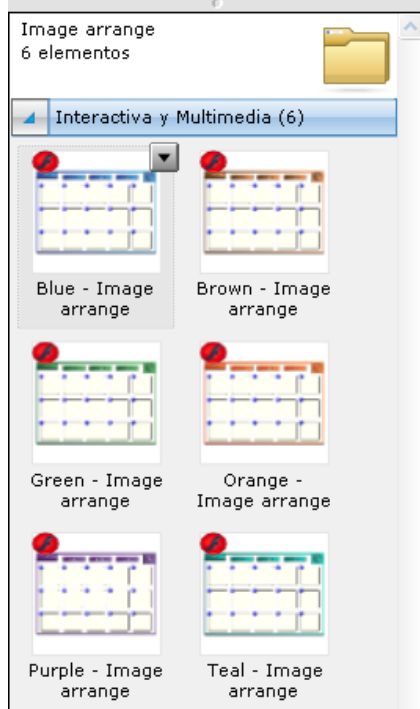 Image arrange
6 elementos
Interactiva y Multimedia (6)
Blue - Image
arrange
Brown - Image
arrange
Green - Image
arrange
Orange -
Image arrange
Purple - Image
arrange
Teal - Image
arrange